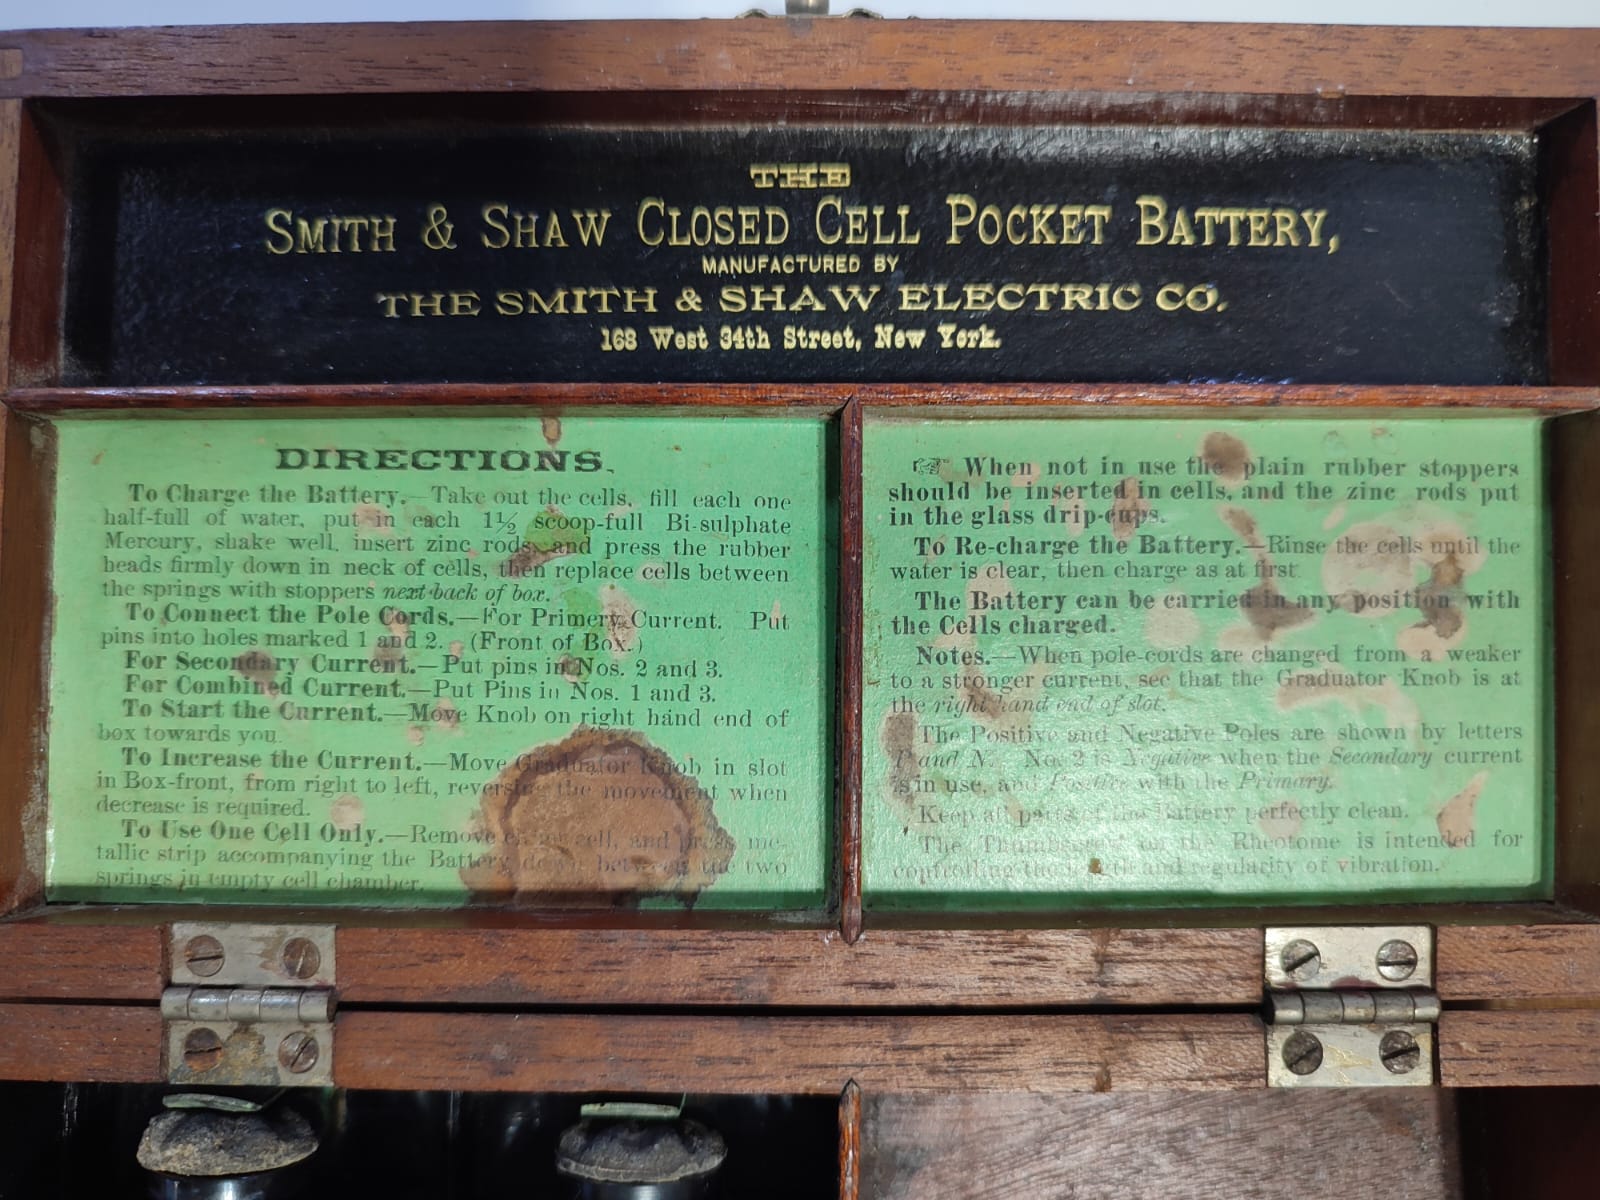 THE
SMITH & SHAW CLOSED CELL POCKET BATTERY,
MANUFACTURED BY
THE SMITH & SHAW ELECTRIC CO.
168 West 34th Street, New York.
DIRECTIONS.
To Charge the Battery.—Take out the cells, fill each one
half-full of water, put in each 1½ scoop-full Bi-sulphate
Mercury, shake well, insert zinc rods, and press the rubber
heads firmly down in neck of cells, then replace cells between
the springs with stoppers next back of box.
To Connect the Pole Cords.—For Primery Current. Put
pins into holes marked 1 and 2. (Front of Box.)
For Secondary Current.—Put pins in Nos. 2 and 3.
For Combined Current.—Put Pins in Nos. 1 and 3.
To Start the Current.—Move Knob on right hand end of
box towards you.
To Increase the Current.—Move Graduator Knob in slot
in Box-front, from right to left, reversing the movement when
decrease is required.
To Use One Cell Only.—Remove cell, and press me-
tallic strip accompanying the Battery down between the two
springs in empty cell chamber.
☞ When not in use the plain rubber stoppers
should be inserted in cells, and the zinc rods put
in the glass drip-cups.
To Re-charge the Battery.—Rinse the cells until the
water is clear, then charge as at first.
The Battery can be carried in any position with
the Cells charged.
Notes.—When pole-cords are changed from a weaker
to a stronger current, see that the Graduator Knob is at
the right hand end of slot.
The Positive and Negative Poles are shown by letters
P and N. No. 2 is Negative when the Secondary current
is in use, and Positive with the Primary.
Keep all parts of the Battery perfectly clean.
The Thumbscrew on the Rheotome is intended for
controlling the and regularity of vibration.